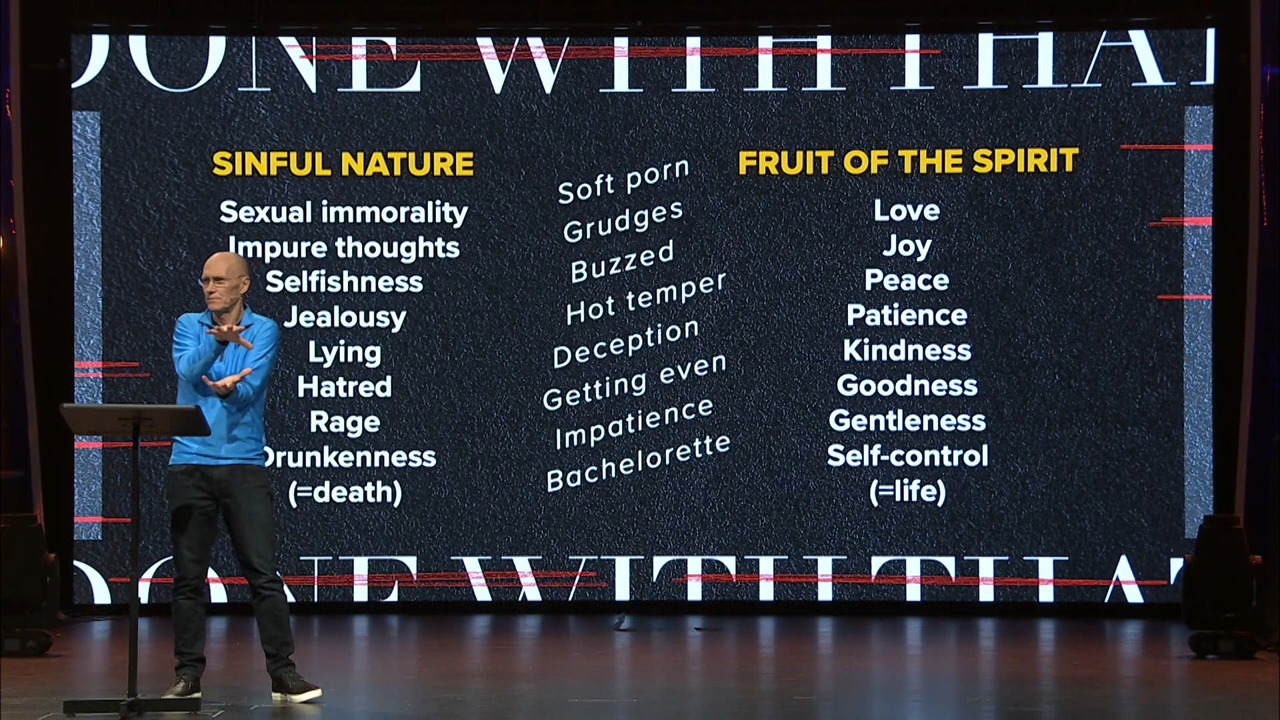 DONE WITH THAT
SINFUL NATURE
Sexual immorality
Impure thoughts
Selfishness
Jealousy
Lying
Hatred
Rage
Drunkenness
(=death)
Soft porn
Grudges
Buzzed
Hot temper
Deception
Getting even
Impatience
Bachelorette
FRUIT OF THE SPIRIT
Love
Joy
Peace
Patience
Kindness
Goodness
Gentleness
Self-control
(=life)
DONE WITH THAT